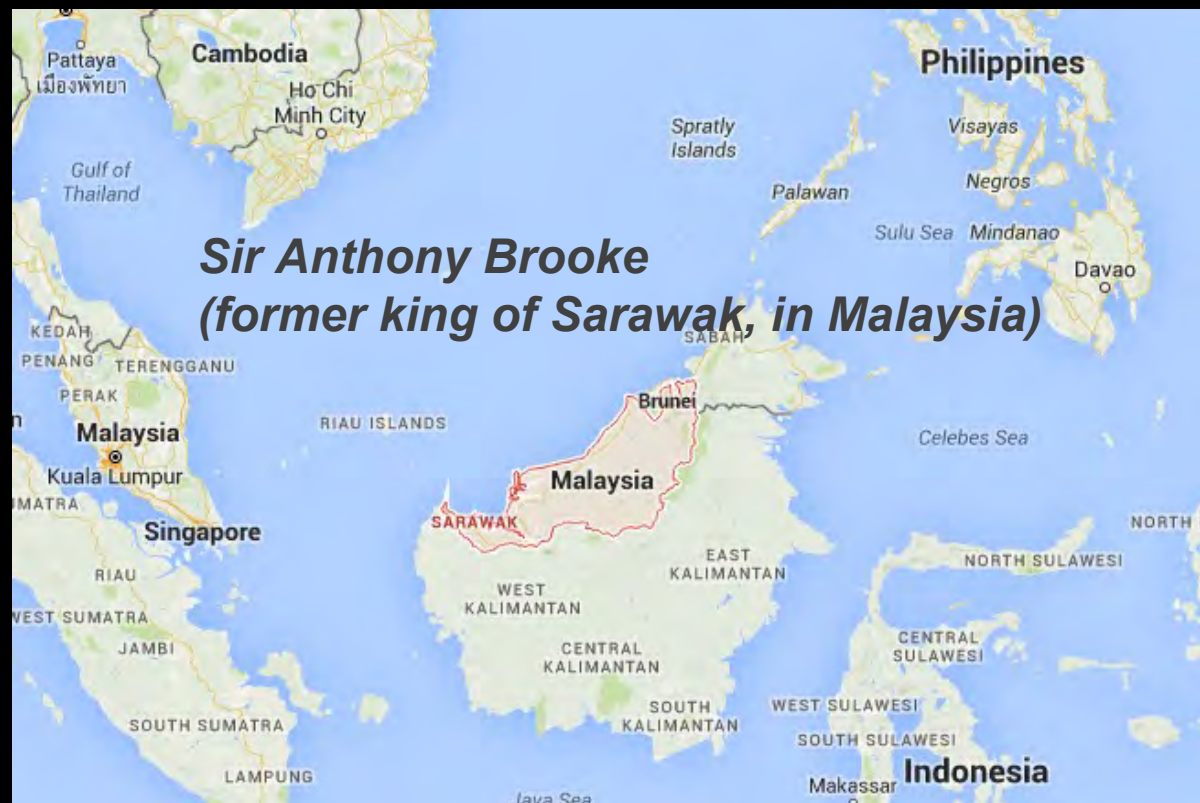 Cambodia
Philippines
Pattaya
เมืองพัทยา
Ho Chi
Minh City
Spratly
Islands
Visayas
Gulf of
Thailand
Palawan
Negros
Sulu Sea
Mindanao
Davao
Sir Anthony Brooke
(former king of Sarawak, in Malaysia)
KEDAH
PENANG
TERENGGANU
SABAH
PERAK
Brunei
RIAU ISLANDS
Malaysia
Kuala Lumpur
Celebes Sea
Malaysia
SARAWAK
Singapore
NORTH
RIAU
EAST
KALIMANTAN
NORTH SULAWESI
WEST
KALIMANTAN
WEST SUMATRA
JAMBI
CENTRAL
KALIMANTAN
CENTRAL
SULAWESI
SOUTH SUMATRA
SOUTH
KALIMANTAN
WEST SULAWESI
SOUTH SULAWESI
LAMPUNG
Makassar
Indonesia
Java Sea